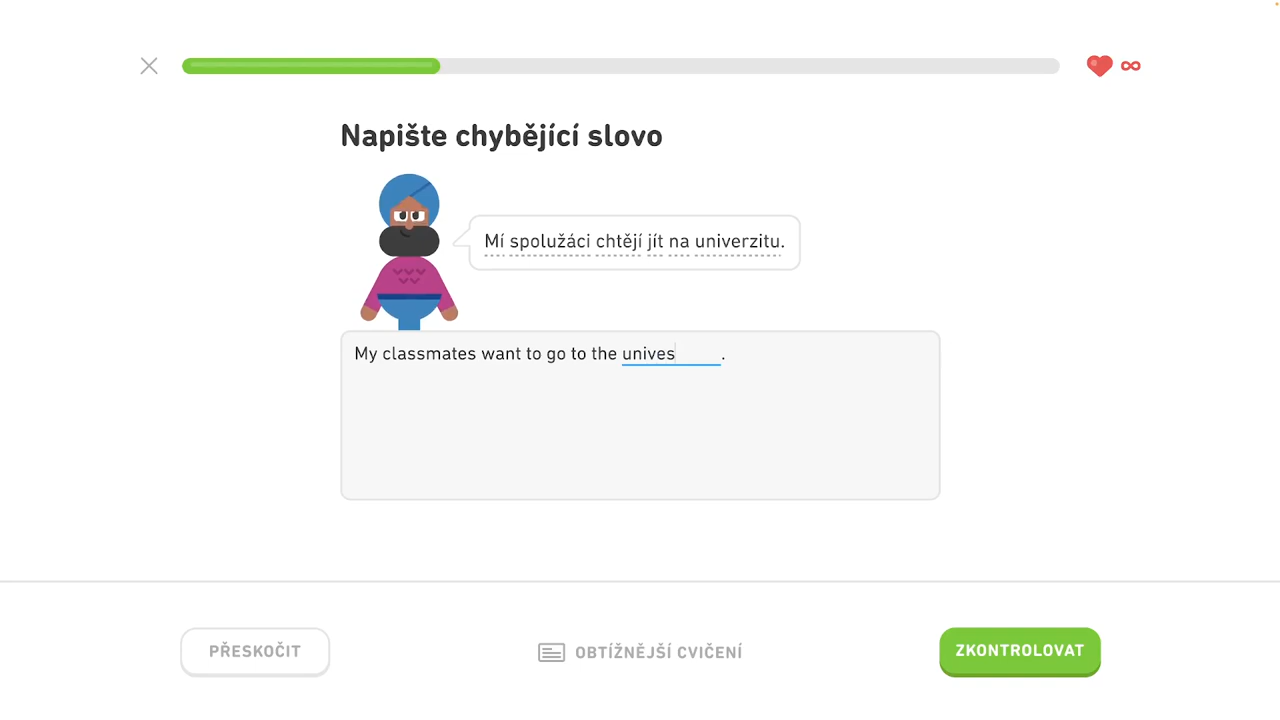 Napište chybějící slovo
Mí spolužáci chtějí jít na univerzitu.
My classmates want to go to the unives .
PŘESKOČIT
OBTÍŽNĚJŠÍ CVIČENÍ
ZKONTROLOVAT